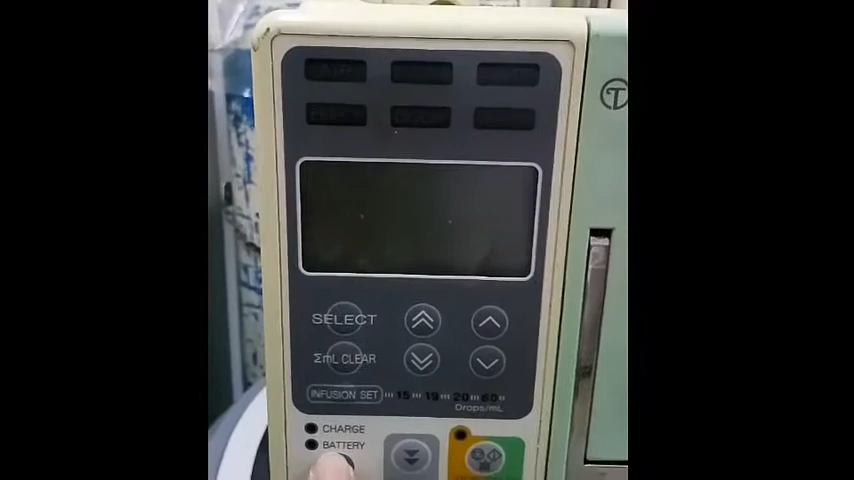 SELECT
ΣmL CLEAR
INFUSION SET 15 19 20 60
Drops/mL
CHARGE
BATTERY